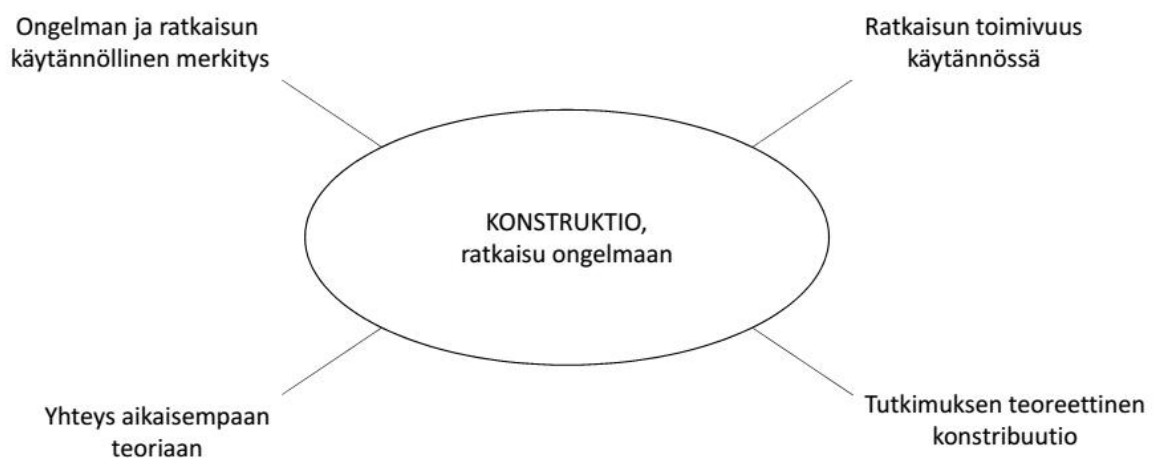 Ongelman ja ratkaisun
käytännöllinen merkitys
Ratkaisun toimivuus
käytännössä
KONSTRUKTIO,
ratkaisu ongelmaan
Yhteys aikaisempaan
teoriaan
Tutkimuksen teoreettinen
konstribuutio